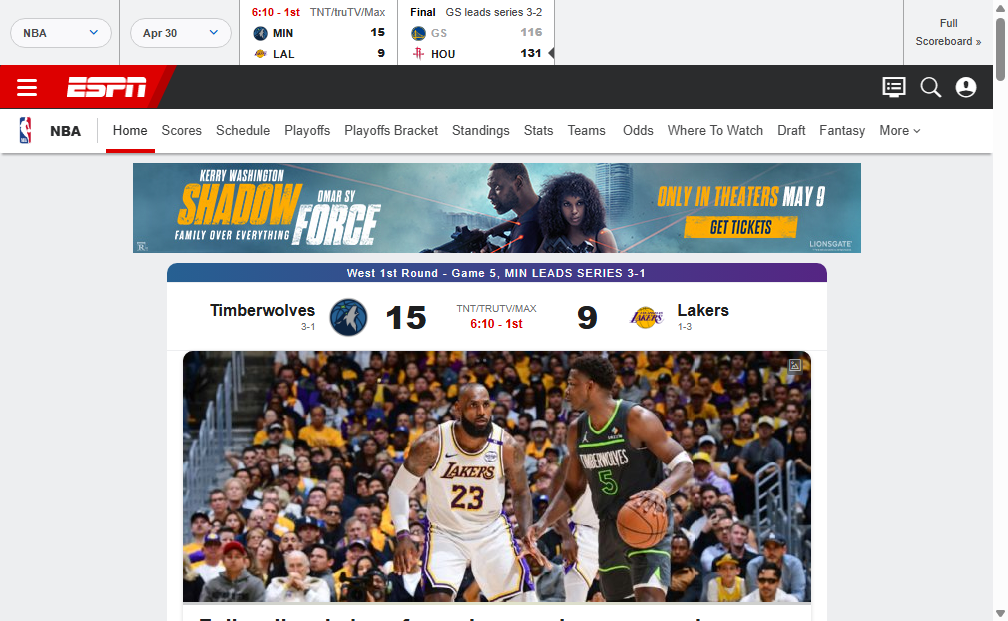 NBA
Apr 30
6:10 - 1st TNT/truTV/Max
MIN 15
LAL 9
Final GS leads series 3-2
GS 116
HOU 131
Full
Scoreboard »
ESPN
NBA
Home Scores Schedule Playoffs Playoffs Bracket Standings Stats Teams Odds Where To Watch Draft Fantasy More
KERRY WASHINGTON
OMAR SY
SHADOW
FORCE
FAMILY OVER EVERYTHING
ONLY IN THEATERS MAY 9
GET TICKETS
R
LIONSGATE
West 1st Round - Game 5, MIN LEADS SERIES 3-1
Timberwolves
3-1
15
TNT/TRUTV/MAX
6:10 - 1st
9
LAKERS
Lakers
1-3
LAKERS
23
TIMBERWOLVES
5